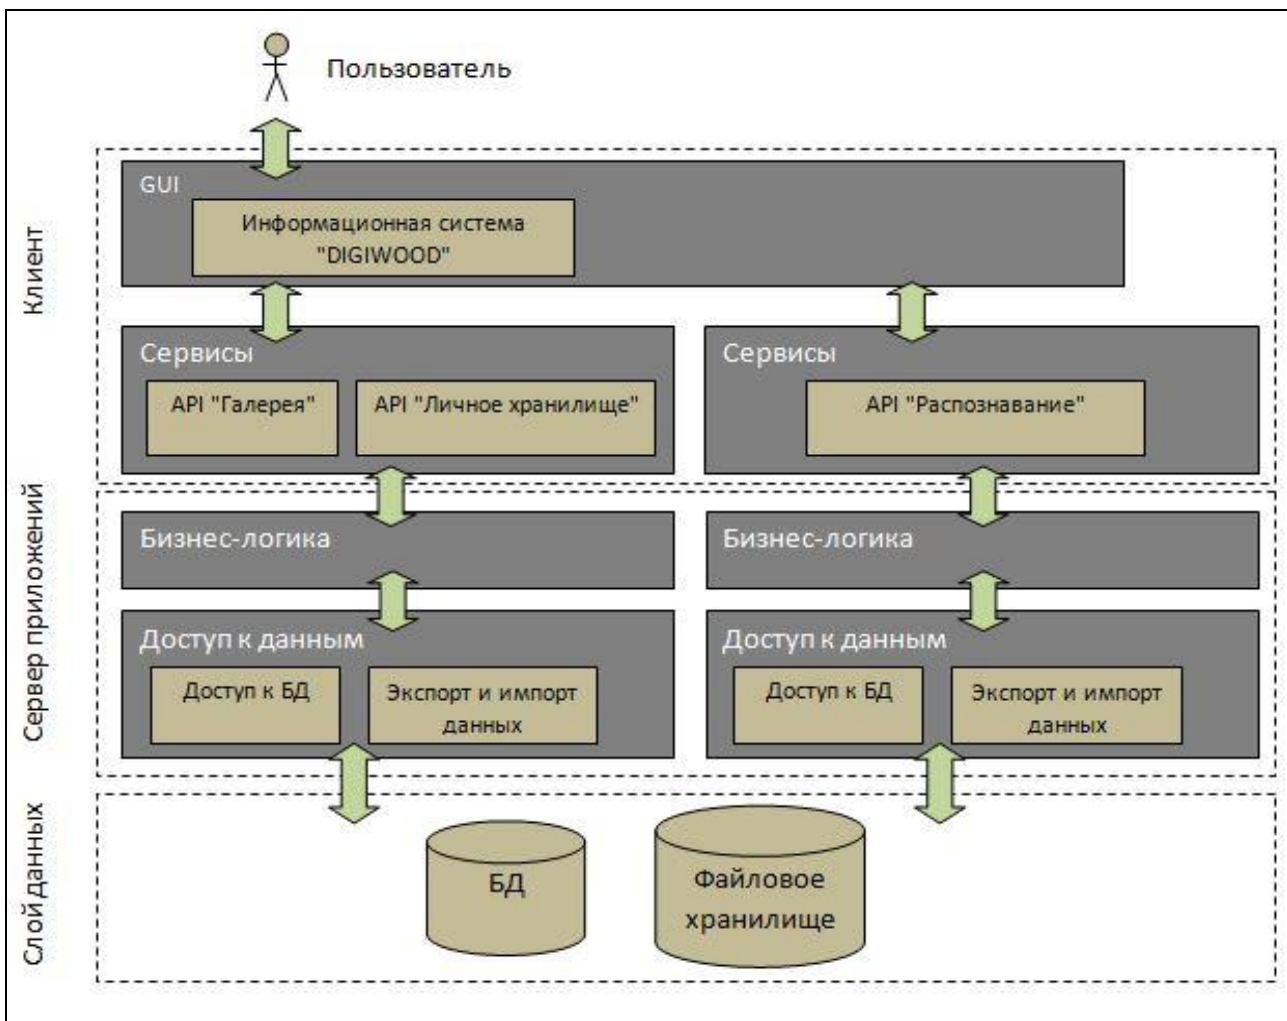 Пользователь
Клиент
GUI
Информационная система
"DIGIWOOD"
Сервисы
API "Галерея"
API "Личное хранилище"
Сервисы
API "Распознавание"
Сервер приложений
Бизнес-логика
Бизнес-логика
Доступ к данным
Доступ к БД
Экспорт и импорт
данных
Доступ к данным
Доступ к БД
Экспорт и импорт
данных
Слой данных
БД
Файловое
хранилище